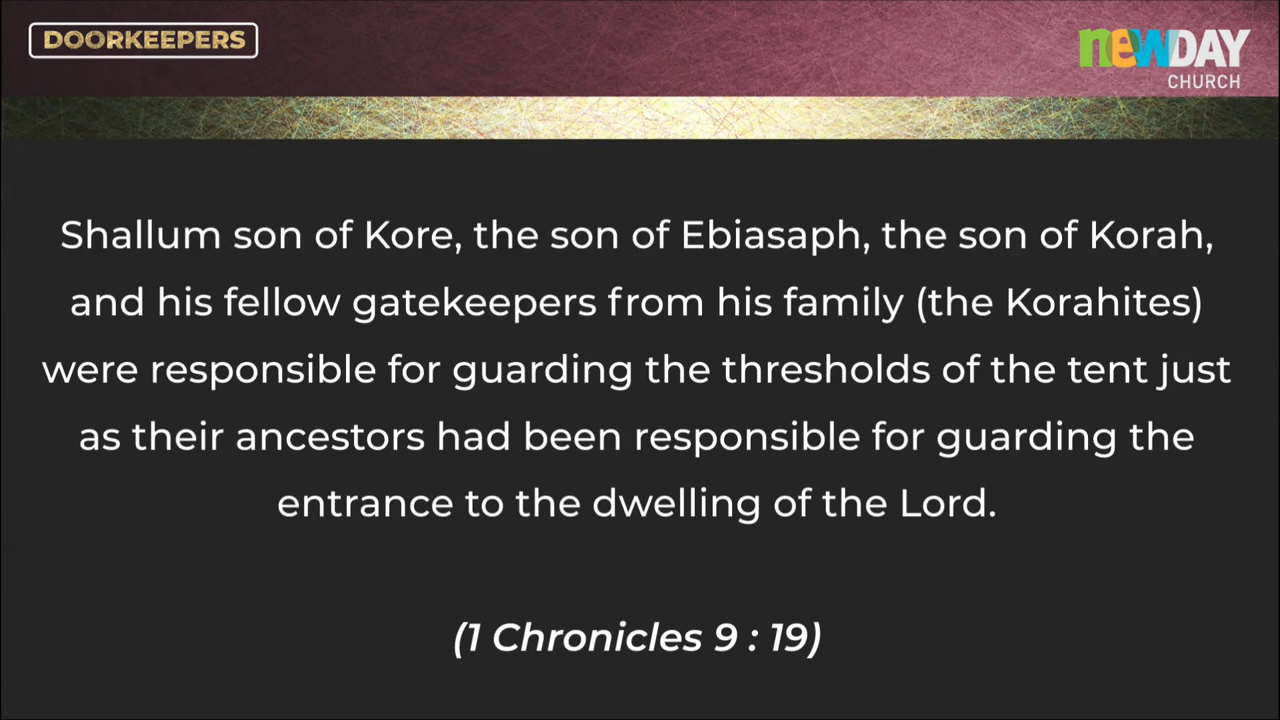 DOORKEEPERS
newDAY
CHURCH
Shallum son of Kore, the son of Ebiasaph, the son of Korah,
and his fellow gatekeepers from his family (the Korahites)
were responsible for guarding the thresholds of the tent just
as their ancestors had been responsible for guarding the
entrance to the dwelling of the Lord.
(1 Chronicles 9 : 19)